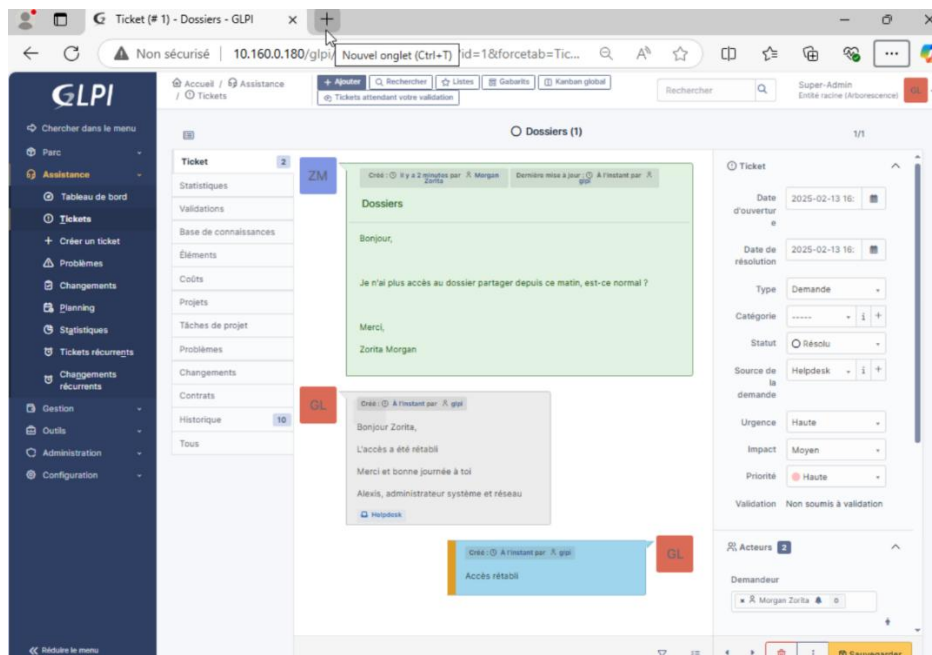 Ticket (# 1) - Dossiers - GLPI
Non sécurisé 10.160.0.180/glpi/ id=1&forcetab=Tic...
Nouvel onglet (Ctrl+T)
GLPI
Accueil / Assistance
/ Tickets
+ Ajouter Rechercher Listes Gabarits Kanban global
Tickets attendant votre validation
Rechercher
Super-Admin
Entité racine (Arborescence)
GL
Chercher dans le menu
Parc
Assistance
Tableau de bord
Tickets
+ Créer un ticket
Problèmes
Changements
Planning
Statistiques
Tickets récurrents
Changements
récurrents
Gestion
Outils
Administration
Configuration
Réduire le menu
Dossiers (1)
1/1
Ticket 2
Statistiques
Validations
Base de connaissances
Éléments
Coûts
Projets
Tâches de projet
Problèmes
Changements
Contrats
Historique 10
Tous
ZM
Créé : Il y a 2 minutes par Morgan
Zorita
Dernière mise à jour : À l'instant par
glpi
Dossiers
Bonjour,
Je n'ai plus accès au dossier partager depuis ce matin, est-ce normal ?
Merci,
Zorita Morgan
GL
Créé : À l'instant par glpi
Bonjour Zorita,
L'accès a été rétabli
Merci et bonne journée à toi
Alexis, administrateur système et réseau
Helpdesk
Créé : À l'instant par glpi
Accès rétabli
GL
Ticket
Date
d'ouvertur
e
2025-02-13 16:
Date de
résolution
2025-02-13 16:
Type Demande
Catégorie -----
Statut Résolu
Source de
la
demande
Helpdesk
Urgence Haute
Impact Moyen
Priorité Haute
Validation Non soumis à validation
Acteurs 2
Demandeur
Morgan Zorita 0
Sauvegarder